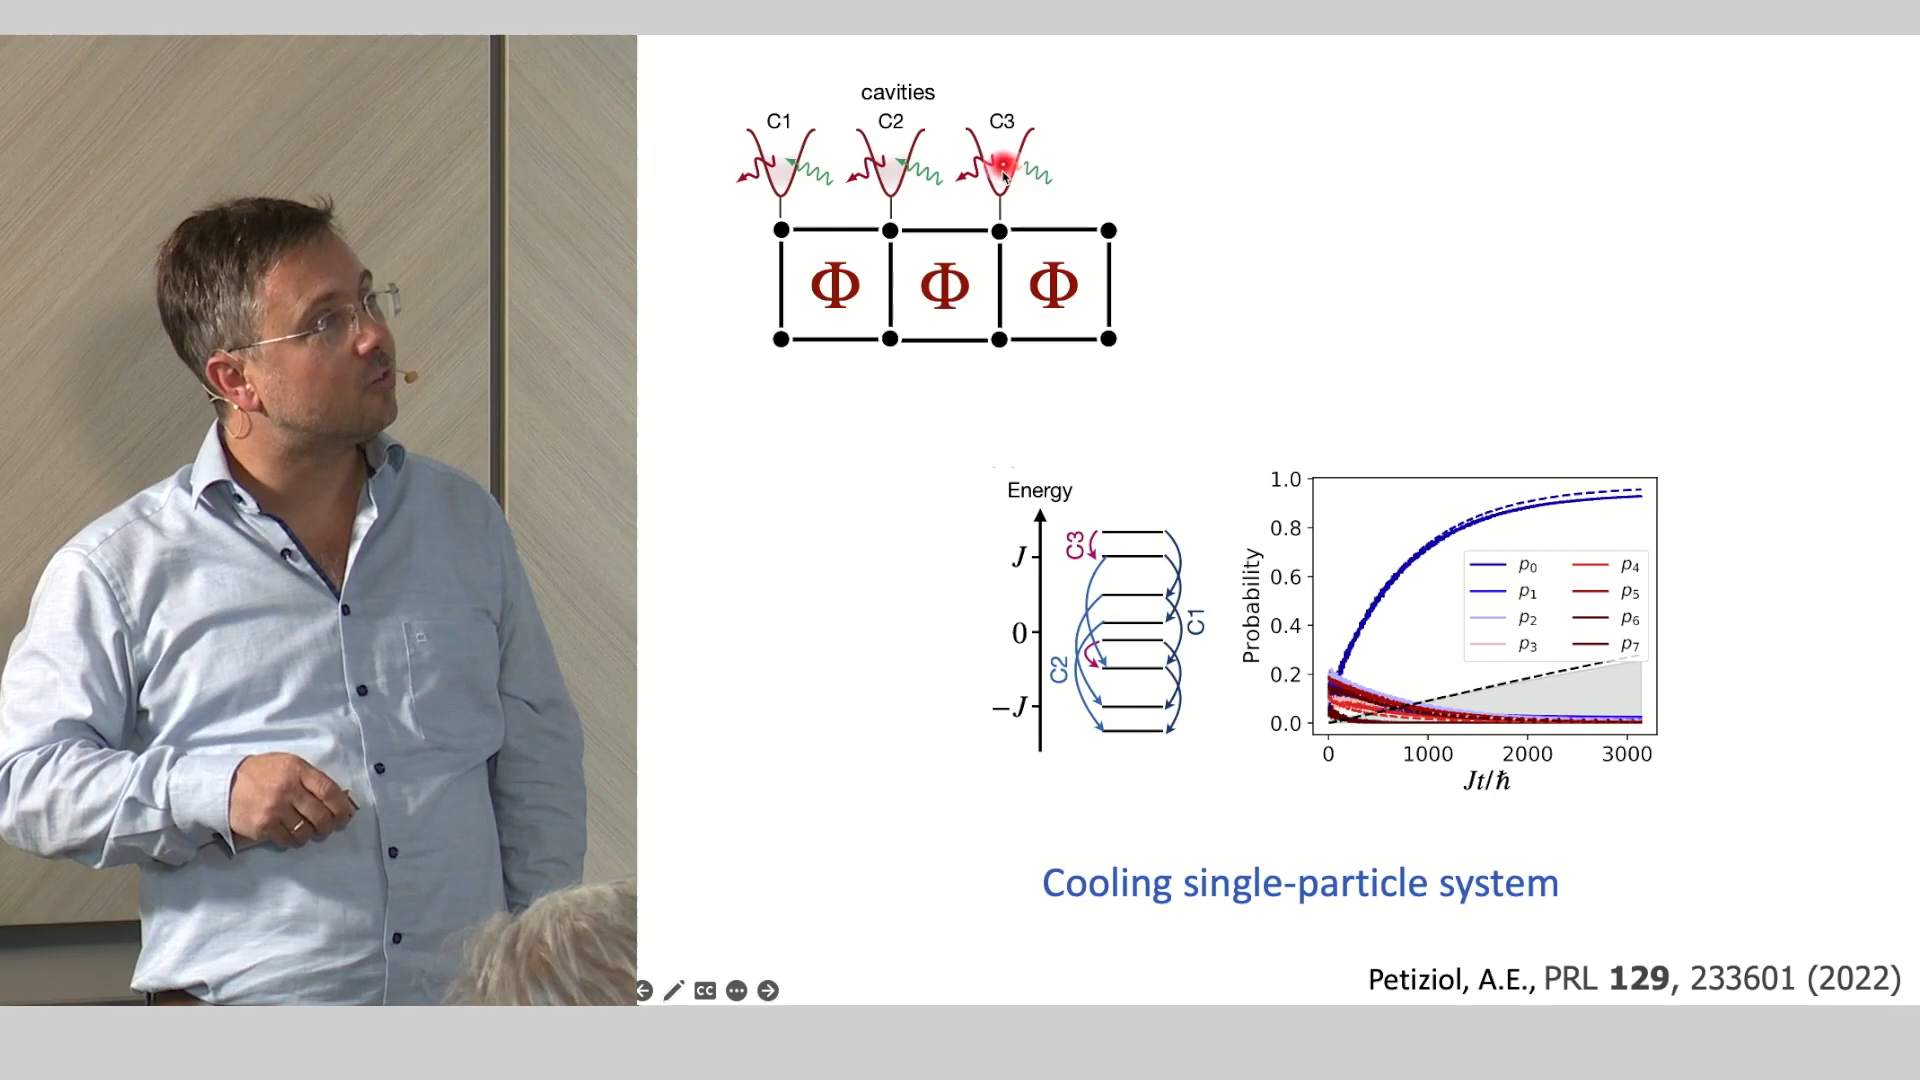 cavities
C1 C2 C3
Φ Φ Φ
Energy
J
0
−J
C3
C2
C1
Probability
1.0
0.8
0.6
0.4
0.2
0.0
p0 p4
p1 p5
p2 p6
p3 p7
0 1000 2000 3000
Jt/ℏ
Cooling single-particle system
Petiziol, A.E., PRL 129, 233601 (2022)
CC